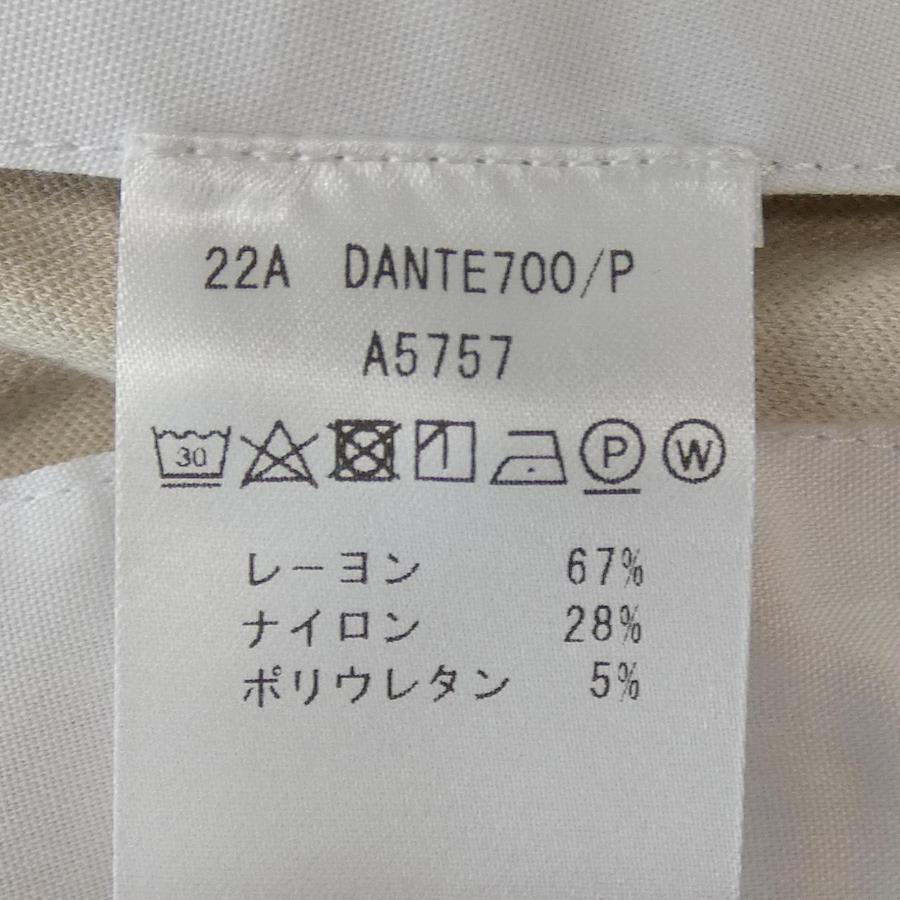 22A DANTE700/P
A5757
30 P W
レーヨン 67%
ナイロン 28%
ポリウレタン 5%